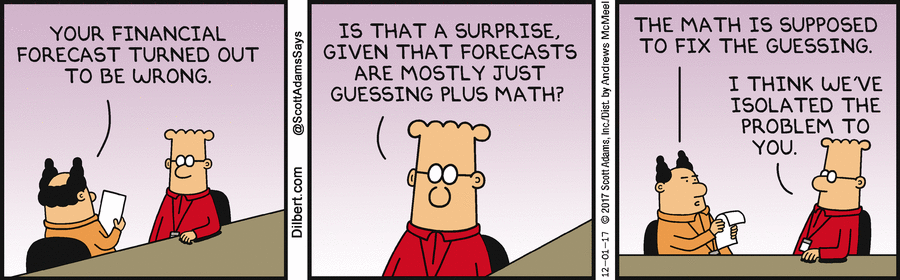 YOUR FINANCIAL
FORECAST TURNED OUT
TO BE WRONG.
Dilbert.com @ScottAdamsSays
IS THAT A SURPRISE,
GIVEN THAT FORECASTS
ARE MOSTLY JUST
GUESSING PLUS MATH?
12-01-17 © 2017 Scott Adams, Inc./Dist. by Andrews McMeel
THE MATH IS SUPPOSED
TO FIX THE GUESSING.
I THINK WE'VE
ISOLATED THE
PROBLEM TO
YOU.